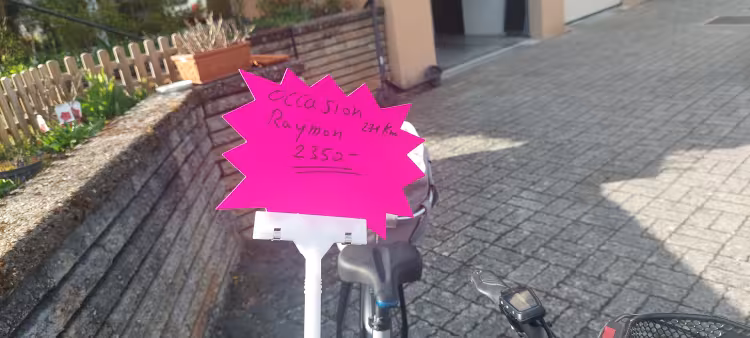 Occasion
Raymon 271 Km
2350-